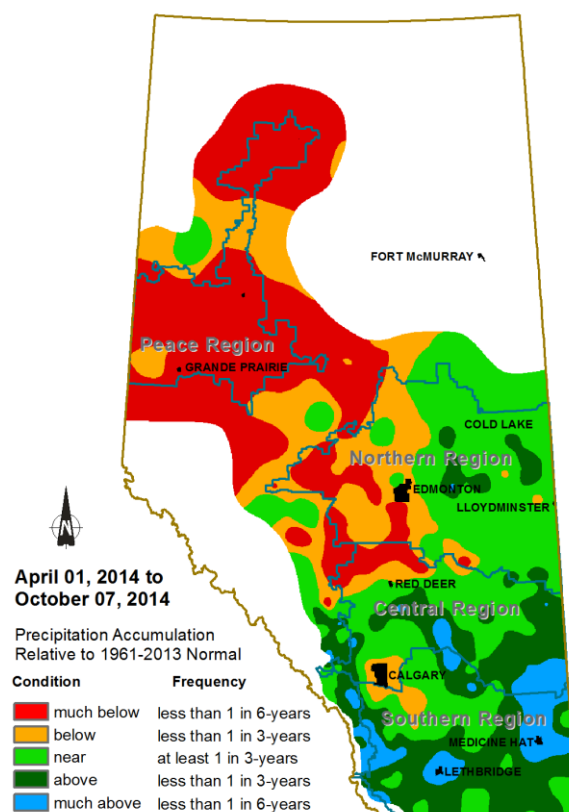 FORT McMURRAY
Peace Region
GRANDE PRAIRIE
COLD LAKE
Northern Region
EDMONTON
LLOYDMINSTER
N
RED DEER
Central Region
CALGARY
Southern Region
MEDICINE HAT
LETHBRIDGE
April 01, 2014 to
October 07, 2014
Precipitation Accumulation
Relative to 1961-2013 Normal
Condition Frequency
much below less than 1 in 6-years
below less than 1 in 3-years
near at least 1 in 3-years
above less than 1 in 3-years
much above less than 1 in 6-years